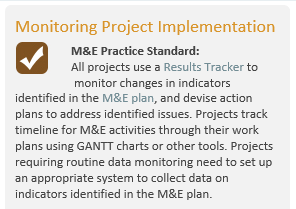 Monitoring Project Implementation
M&E Practice Standard:
All projects use a Results Tracker to
monitor changes in indicators
identified in the M&E plan, and devise action
plans to address identified issues. Projects track
timeline for M&E activities through their work
plans using GANTT charts or other tools. Projects
requiring routine data monitoring need to set up
an appropriate system to collect data on
indicators identified in the M&E plan.